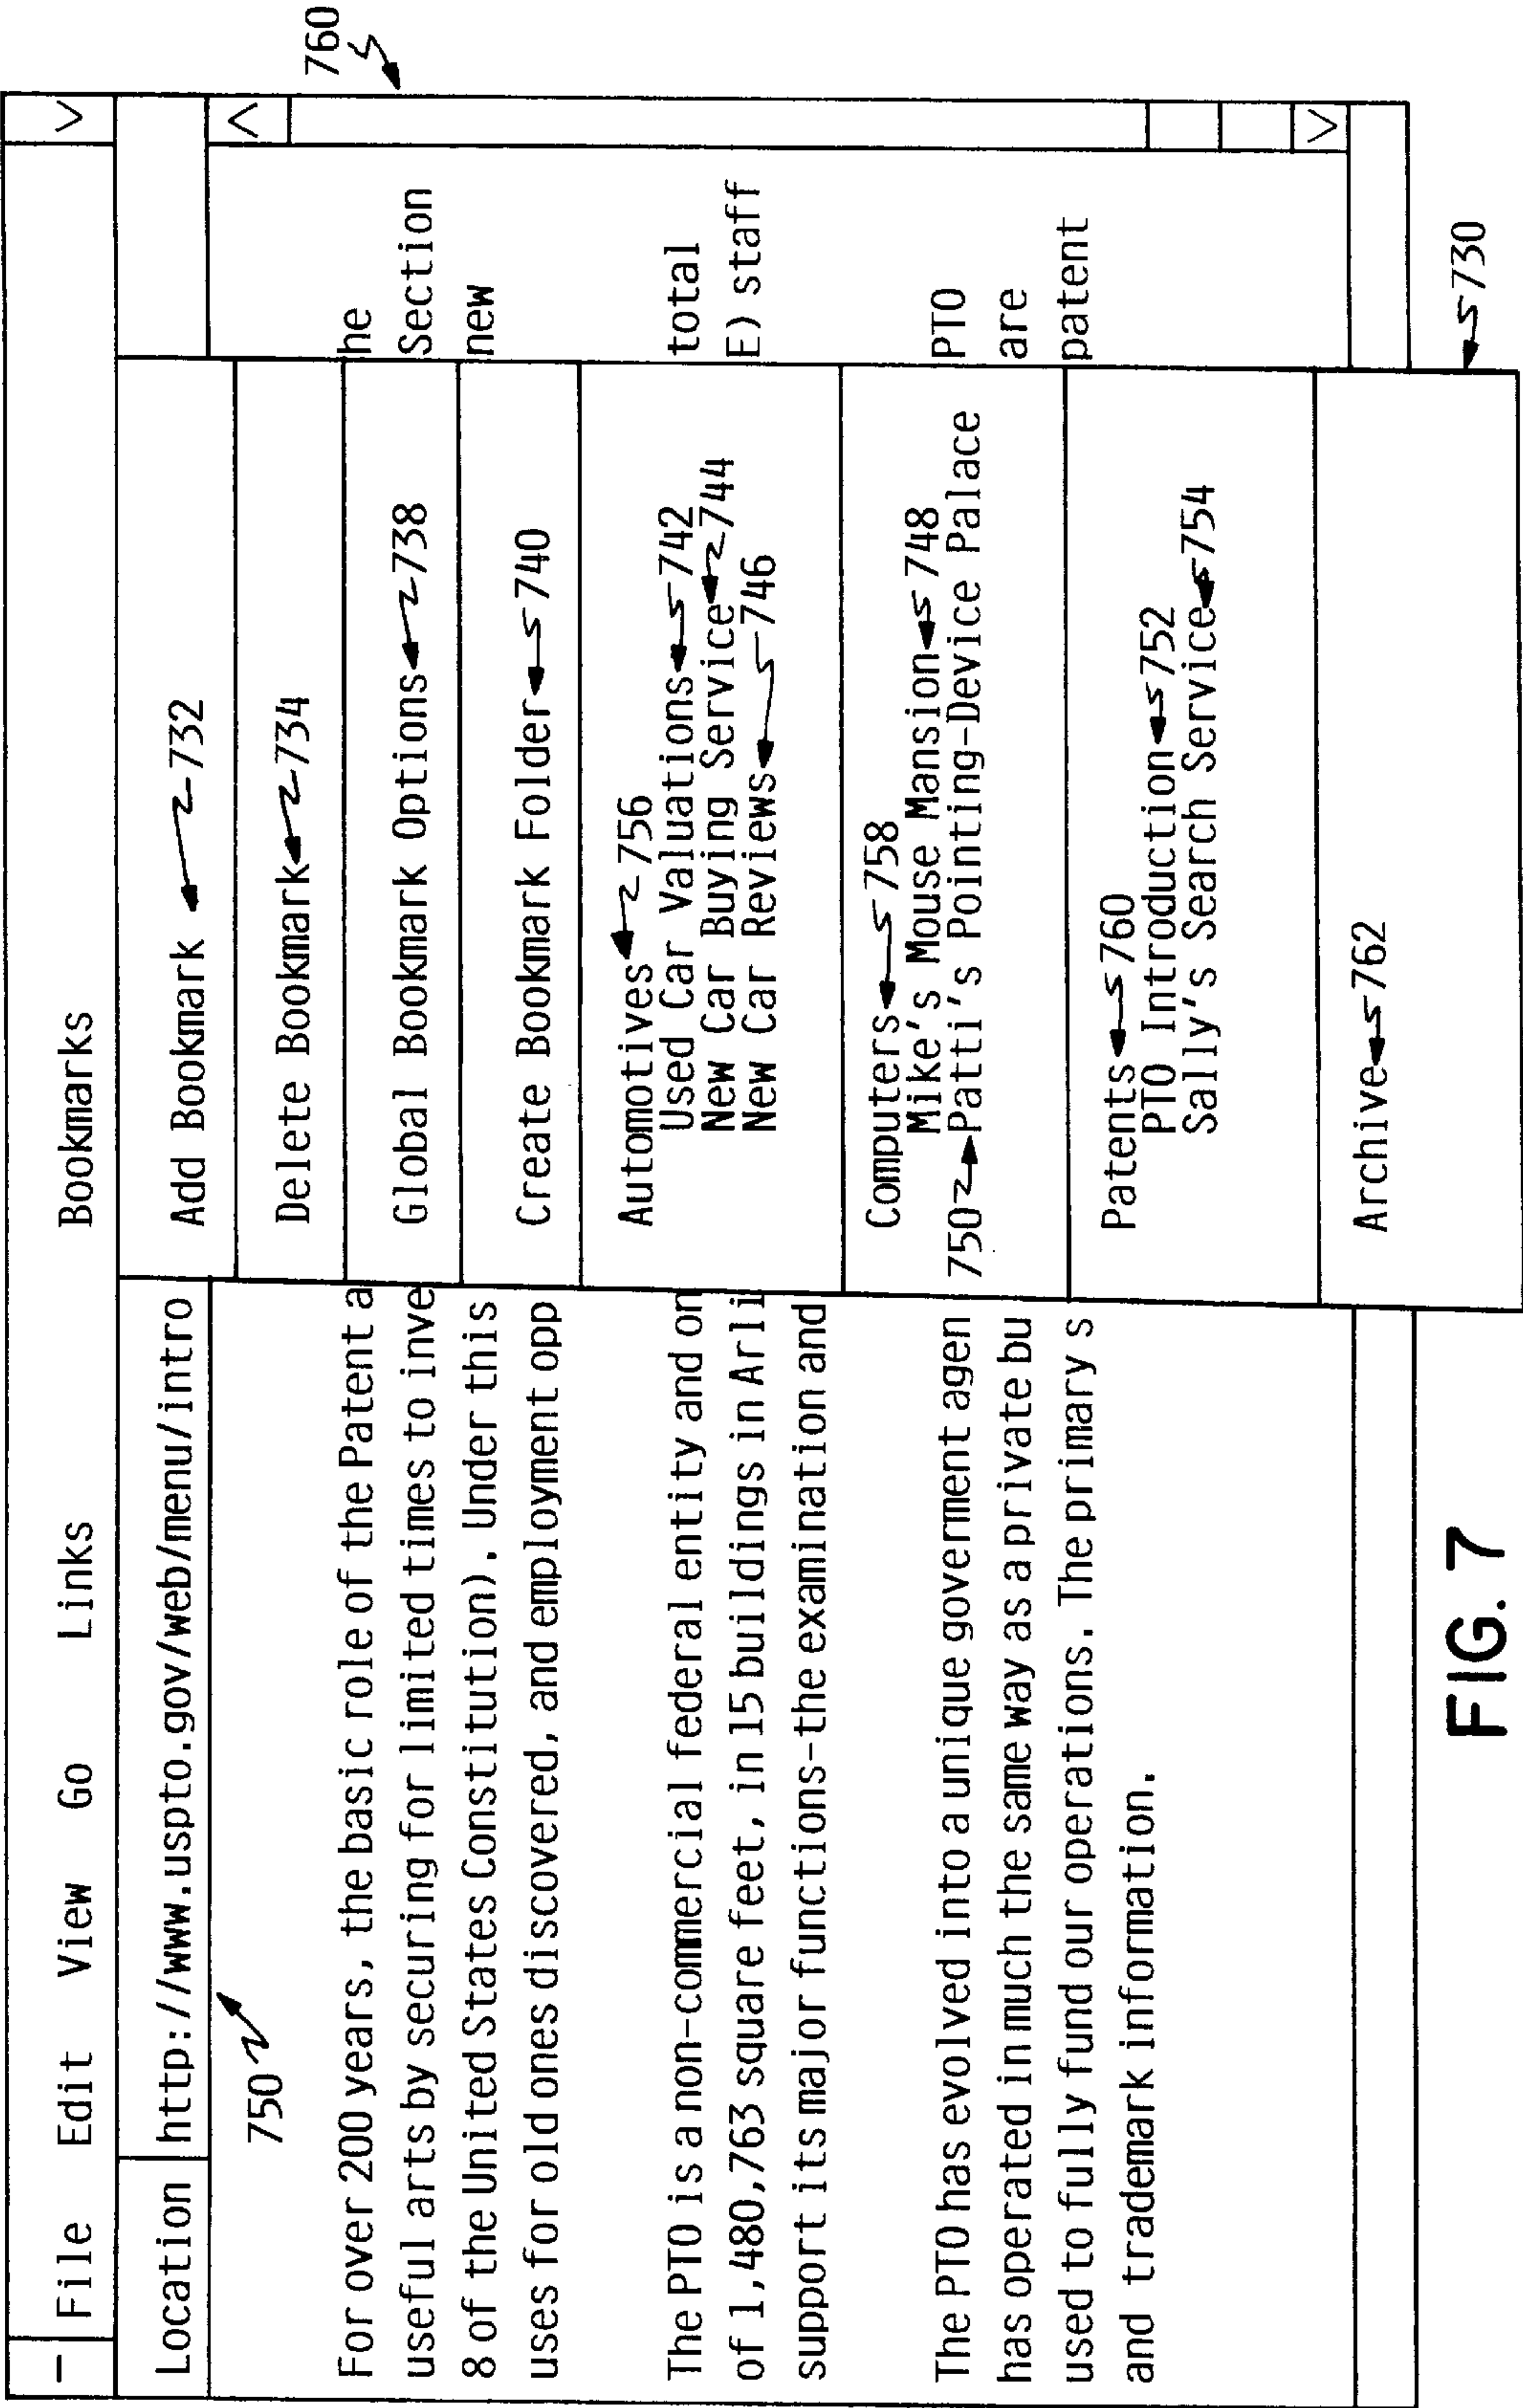 File Edit View Go Links Bookmarks
Location http://www.uspto.gov/web/menu/intro
750
760
For over 200 years, the basic role of the Patent a
useful arts by securing for limited times to inve
8 of the United States Constitution). Under this
uses for old ones discovered, and employment opp
The PTO is a non-commercial federal entity and on
of 1,480,763 square feet, in 15 buildings in Arli
support its major functions-the examination and
The PTO has evolved into a unique government agen
has operated in much the same way as a private bu
used to fully fund our operations. The primary s
and trademark information.
Add Bookmark 732
Delete Bookmark 734
Global Bookmark Options 738
Create Bookmark Folder 740
Automotives 756
Used Car Valuations 742
New Car Buying Service 744
New Car Reviews 746
Computers 758
Mike's Mouse Mansion 748
750 Patti's Pointing-Device Palace
Patents 760
PTO Introduction 752
Sally's Search Service 754
Archive 762
he
Section
new
total
E) staff
PTO
are
patent
730
FIG. 7